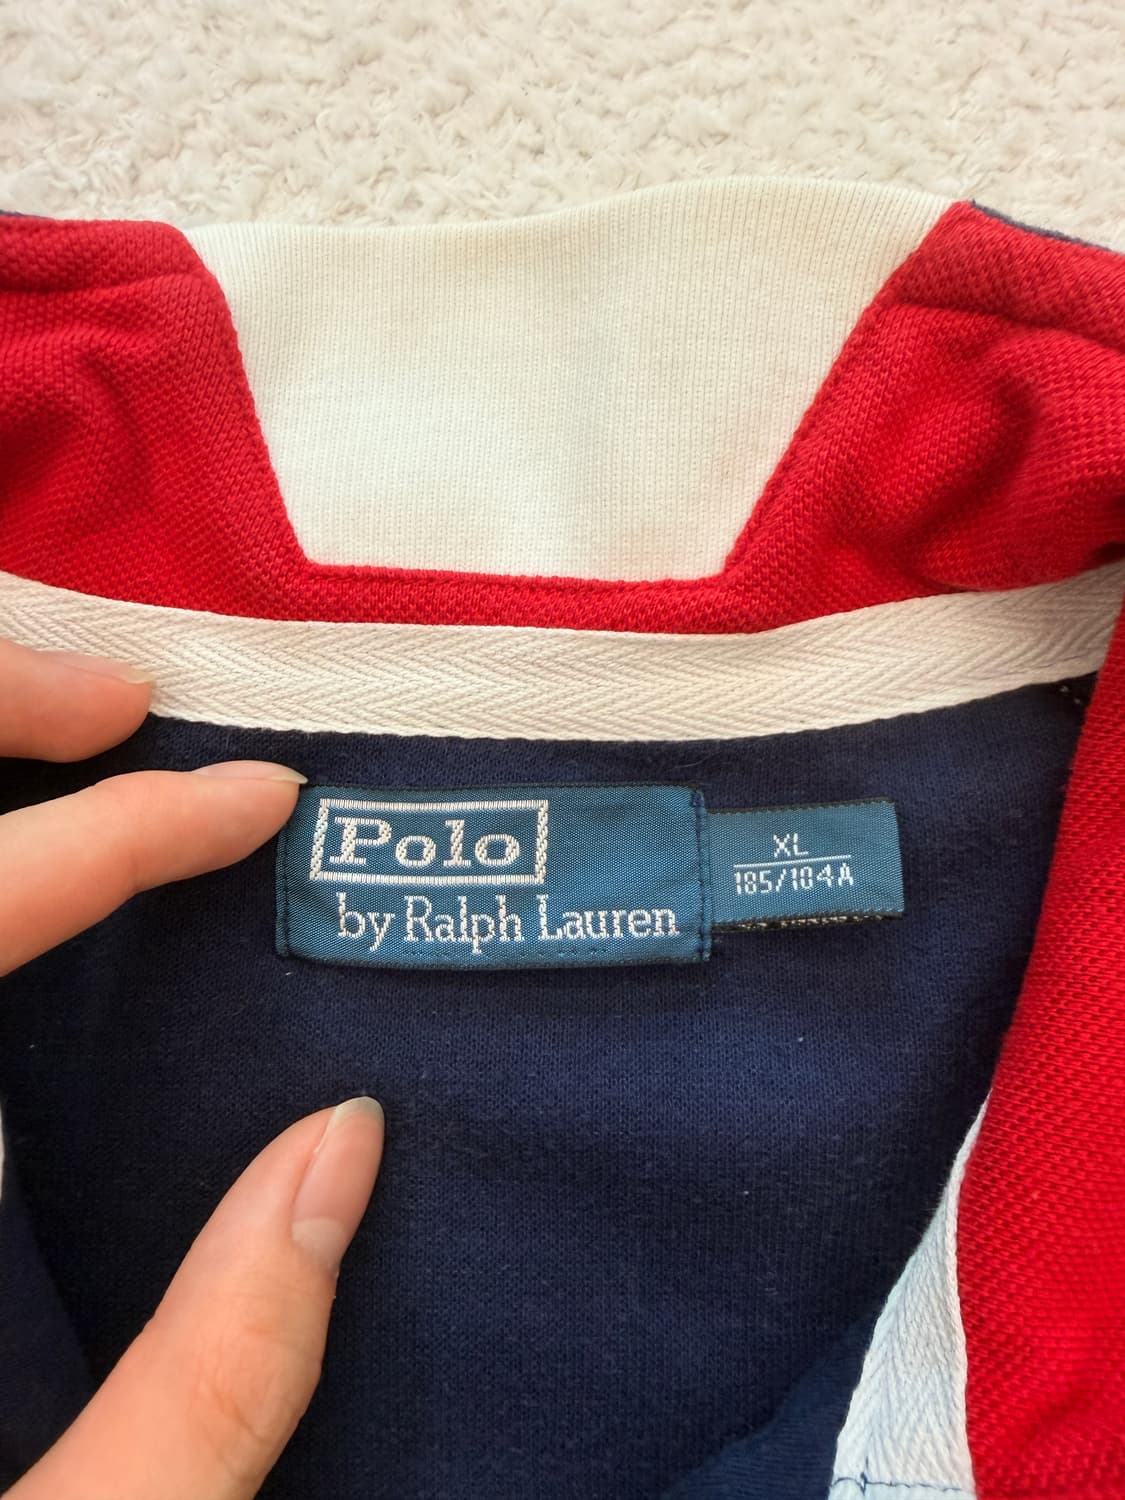 Polo
by Ralph Lauren
XL
185/104A